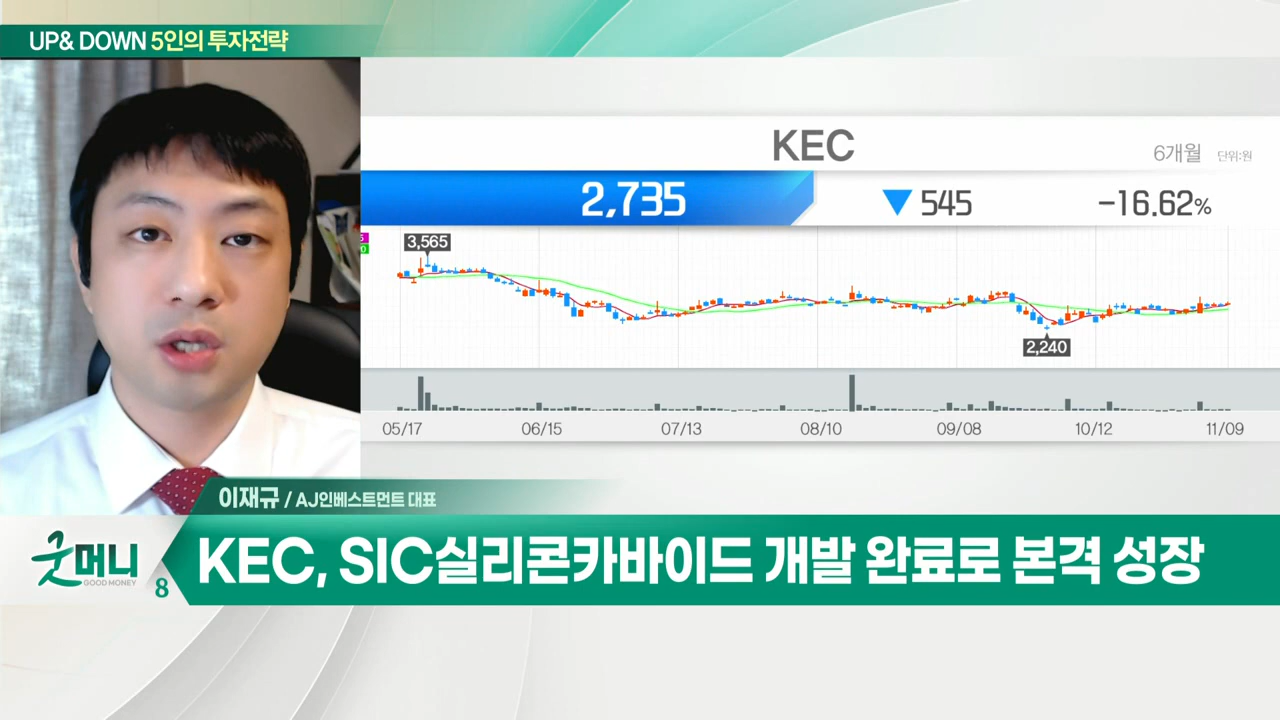 UP& DOWN 5인의 투자전략
KEC
6개월 단위:원
2,735 ▼ 545 -16.62%
3,565
2,240
05/17 06/15 07/13 08/10 09/08 10/12 11/09
이재규 / AJ인베스트먼트 대표
굿머니
GOOD MONEY
8
KEC, SIC실리콘카바이드 개발 완료로 본격 성장